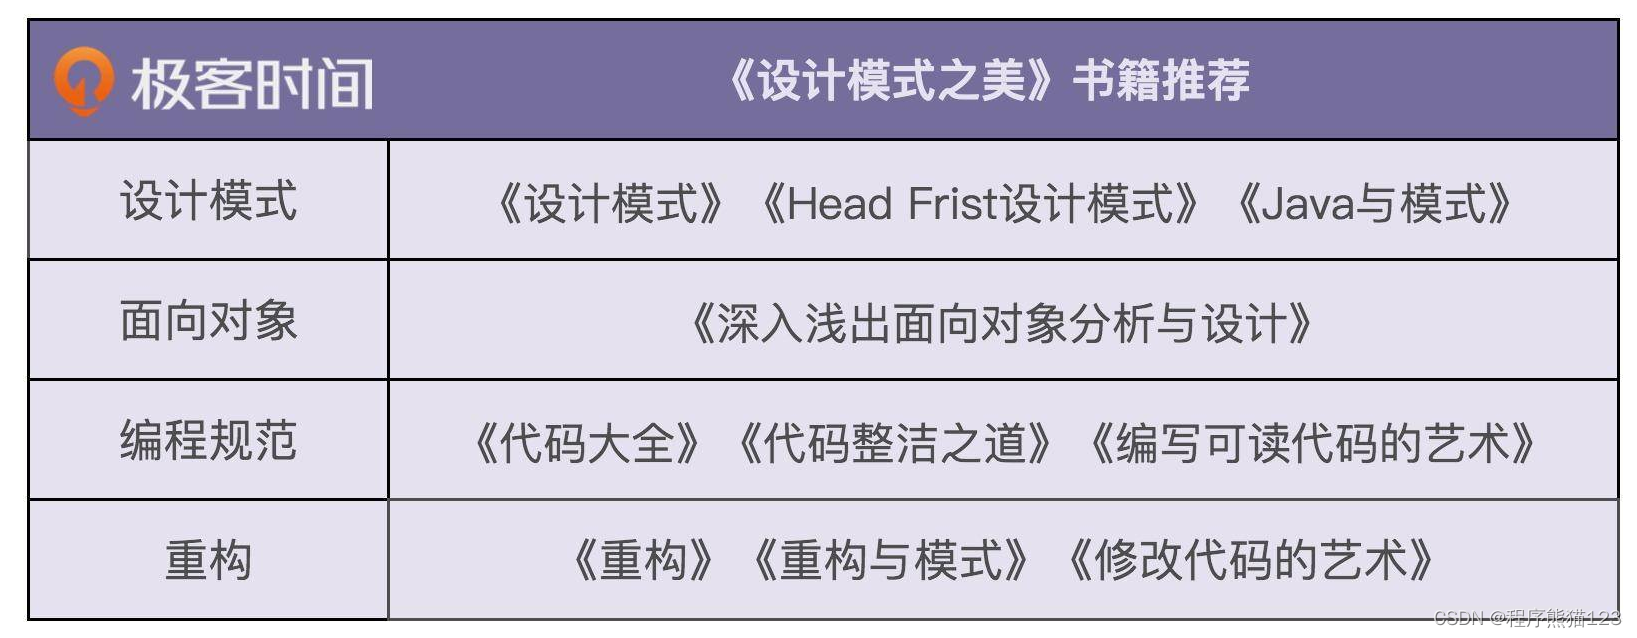 极客时间 《设计模式之美》书籍推荐
设计模式 《设计模式》《Head Frist设计模式》《Java与模式》
面向对象 《深入浅出面向对象分析与设计》
编程规范 《代码大全》《代码整洁之道》《编写可读代码的艺术》
重构 《重构》《重构与模式》《修改代码的艺术》
CSDN @程序熊猫123